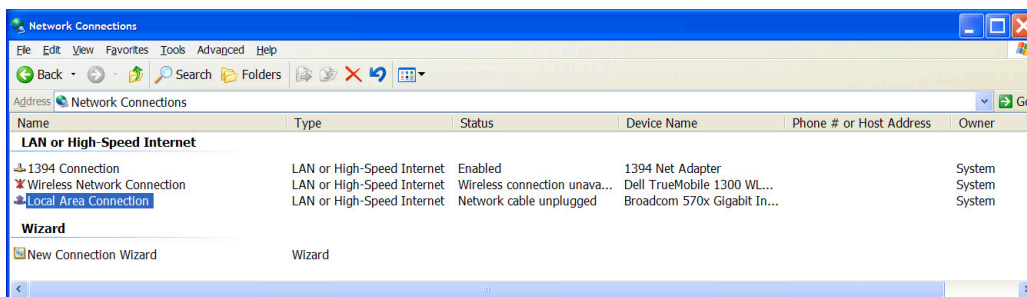 Network Connections
File Edit View Favorites Tools Advanced Help
Back Search Folders
Address Network Connections Go
Name Type Status Device Name Phone # or Host Address Owner
LAN or High-Speed Internet
1394 Connection LAN or High-Speed Internet Enabled 1394 Net Adapter System
Wireless Network Connection LAN or High-Speed Internet Wireless connection unava... Dell TrueMobile 1300 WL... System
Local Area Connection LAN or High-Speed Internet Network cable unplugged Broadcom 570x Gigabit In... System
Wizard
New Connection Wizard Wizard